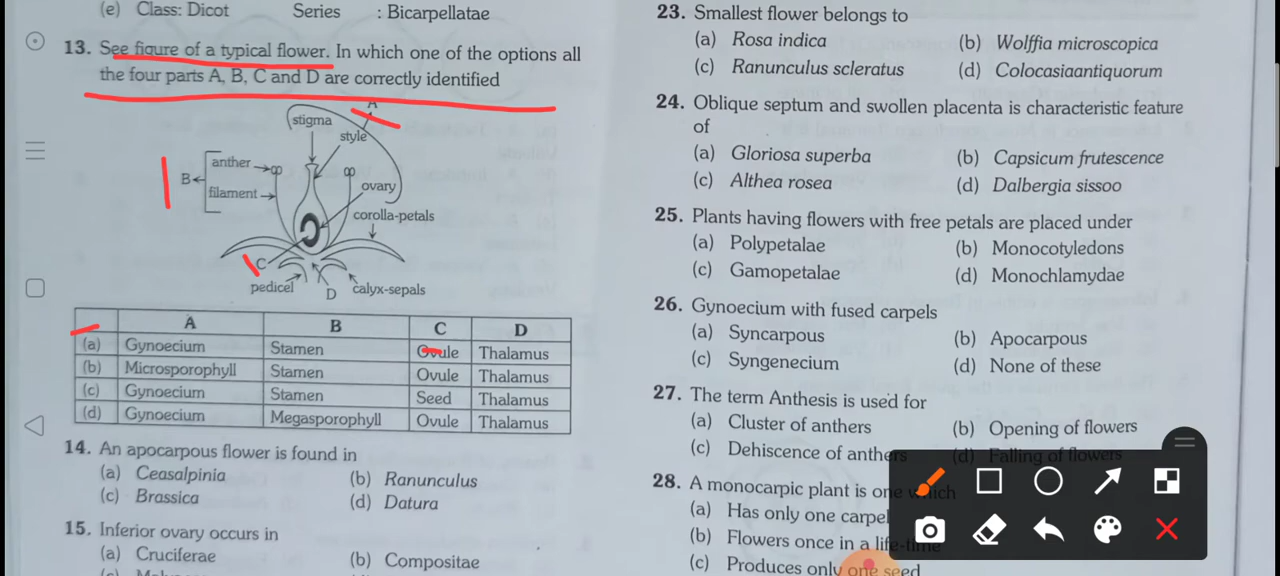 (e) Class: Dicot Series : Bicarpellatae
13. See figure of a typical flower. In which one of the options all
the four parts A, B, C and D are correctly identified
A
stigma
style
anther
B
filament
ovary
corolla-petals
C
pedicel
D
calyx-sepals
A B C D
(a) Gynoecium Stamen Ovule Thalamus
(b) Microsporophyll Stamen Ovule Thalamus
(c) Gynoecium Stamen Seed Thalamus
(d) Gynoecium Megasporophyll Ovule Thalamus
14. An apocarpous flower is found in
(a) Ceasalpinia (b) Ranunculus
(c) Brassica (d) Datura
15. Inferior ovary occurs in
(a) Cruciferae (b) Compositae
23. Smallest flower belongs to
(a) Rosa indica (b) Wolffia microscopica
(c) Ranunculus scleratus (d) Colocasiaantiquorum
24. Oblique septum and swollen placenta is characteristic feature
of
(a) Gloriosa superba (b) Capsicum frutescence
(c) Althea rosea (d) Dalbergia sissoo
25. Plants having flowers with free petals are placed under
(a) Polypetalae (b) Monocotyledons
(c) Gamopetalae (d) Monochlamydae
26. Gynoecium with fused carpels
(a) Syncarpous (b) Apocarpous
(c) Syngenecium (d) None of these
27. The term Anthesis is used for
(a) Cluster of anthers (b) Opening of flowers
(c) Dehiscence of anthers (d) Falling of flowers
28. A monocarpic plant is one which
(a) Has only one carpel
(b) Flowers once in a life-time
(c) Produces only one seed